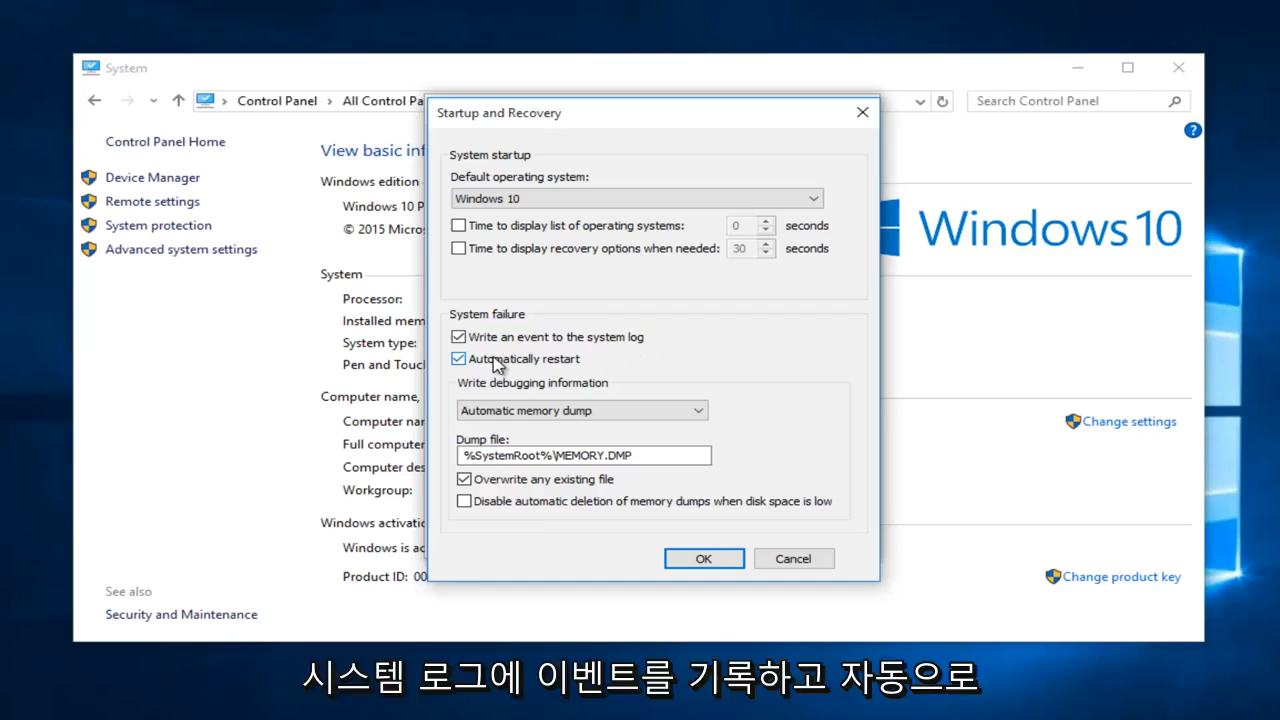 System
Control Panel > All Control Pa
Search Control Panel
Startup and Recovery
Control Panel Home
Device Manager
Remote settings
System protection
Advanced system settings
See also
Security and Maintenance
View basic inf
Windows edition
Windows 10 P
© 2015 Micros
System
Processor:
Installed mem
System type:
Pen and Touch
Computer name,
Computer nar
Full computer
Computer des
Workgroup:
Windows activati
Windows is ac
Product ID: 00
System startup
Default operating system:
Windows 10
Time to display list of operating systems: 0 seconds
Time to display recovery options when needed: 30 seconds
System failure
Write an event to the system log
Automatically restart
Write debugging information
Automatic memory dump
Dump file:
%SystemRoot%\MEMORY.DMP
Overwrite any existing file
Disable automatic deletion of memory dumps when disk space is low
OK Cancel
?
Windows 10
Change settings
Change product key
시스템 로그에 이벤트를 기록하고 자동으로